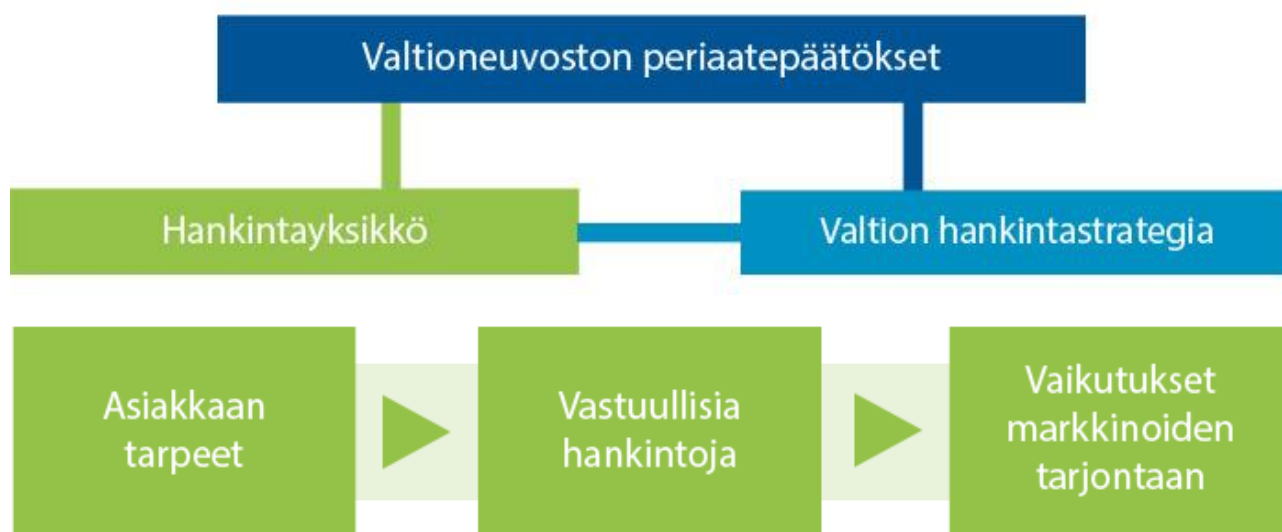 Valtioneuvoston periaatepäätökset
Hankintayksikkö
Valtion hankintastrategia
Asiakkaan
tarpeet
Vastuullisia
hankintoja
Vaikutukset
markkinoiden
tarjontaan